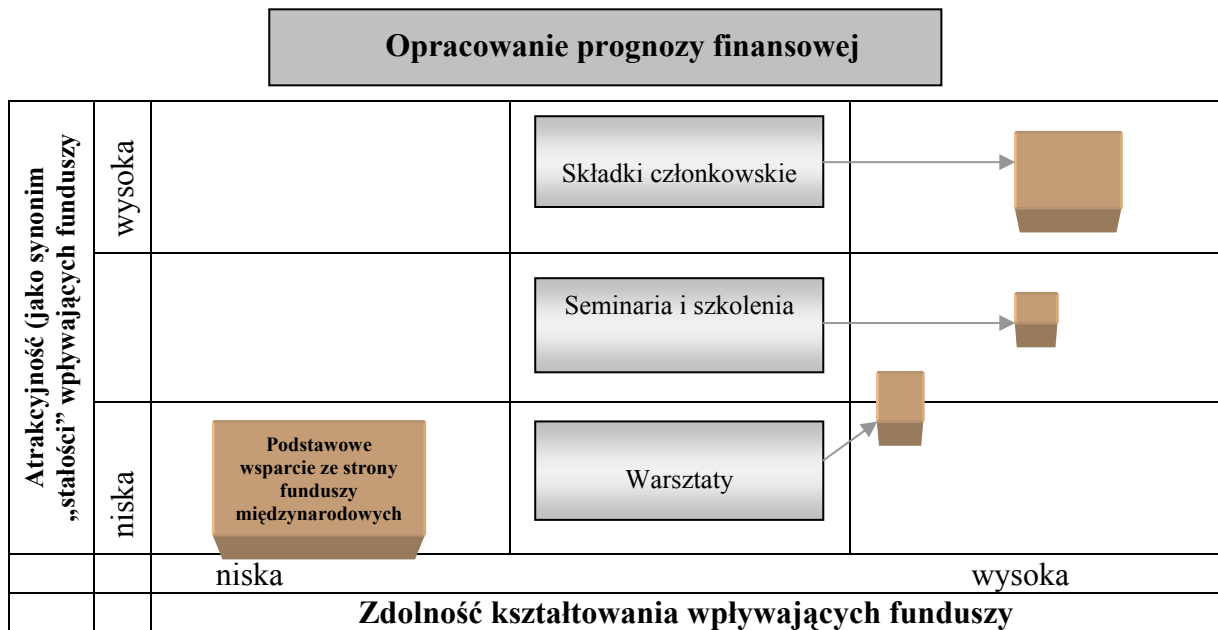 Opracowanie prognozy finansowej
Atrakcyjność (jako synonim
„stałości” wpływających funduszy
wysoka
Składki członkowskie
Seminaria i szkolenia
niska
Podstawowe
wsparcie ze strony
funduszy
międzynarodowych
Warsztaty
niska
wysoka
Zdolność kształtowania wpływających funduszy